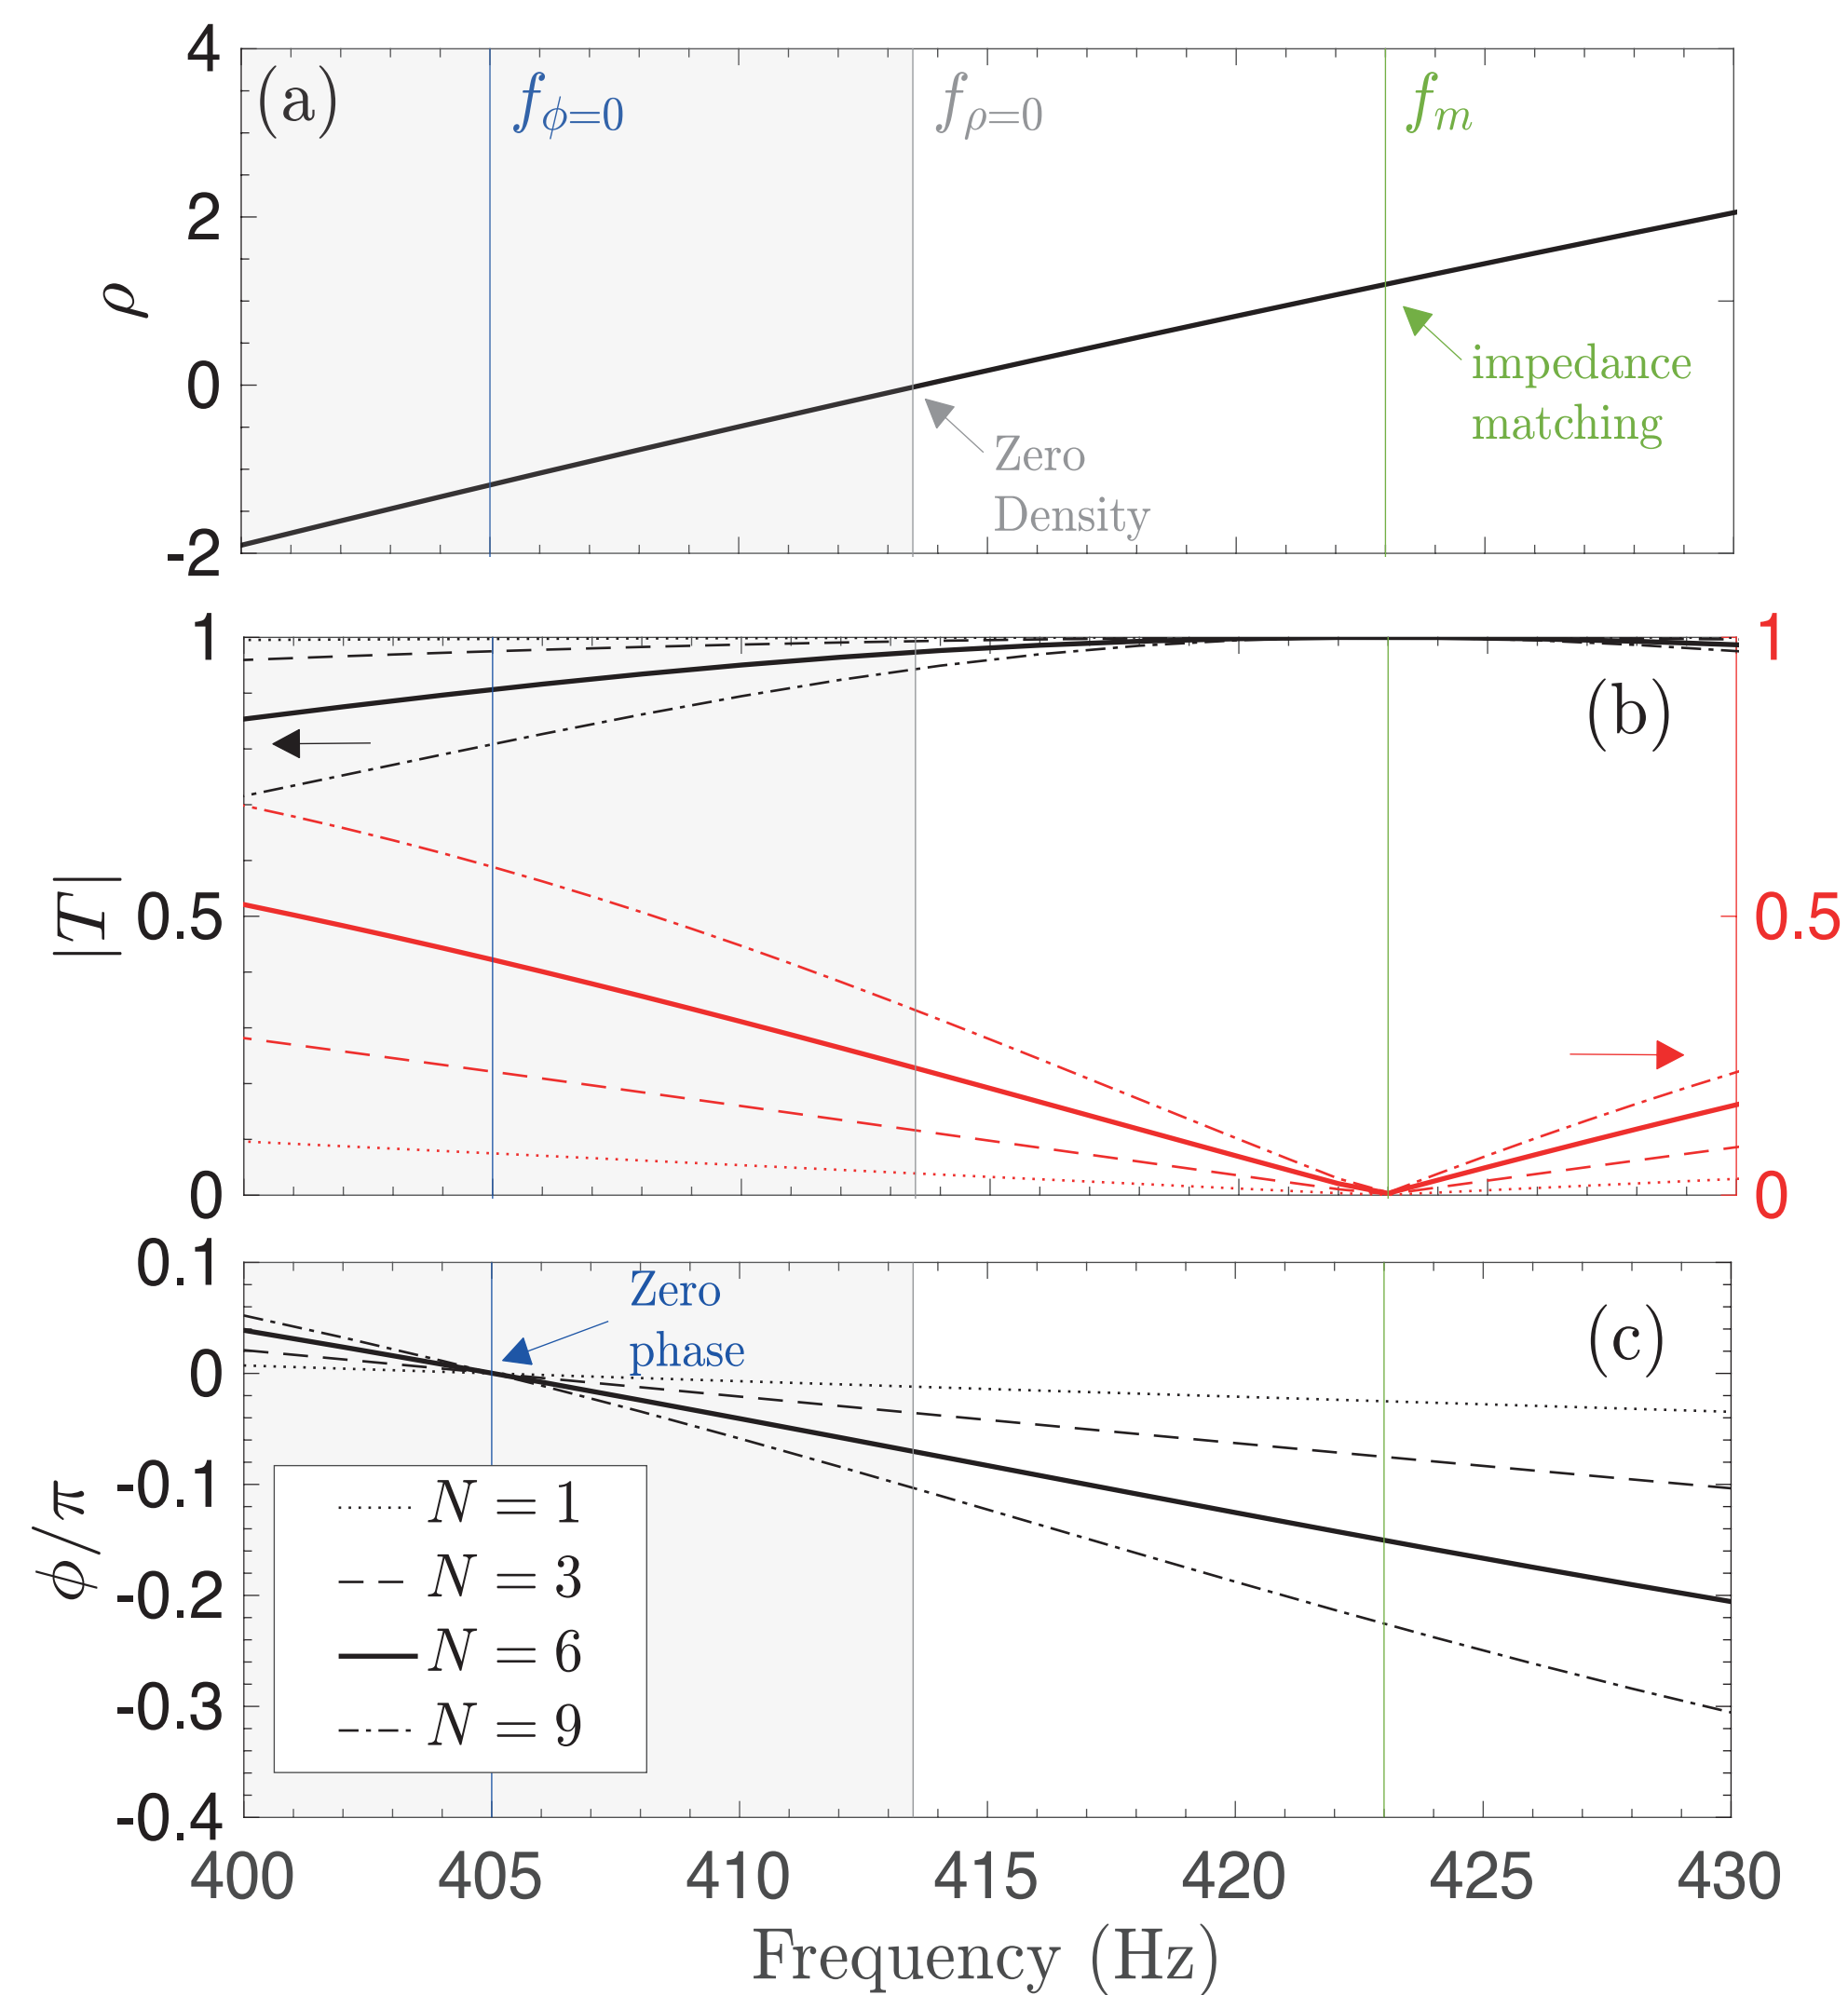 4
(a)
f_{ϕ=0}
f_{ρ=0}
f_m
2
ρ
0
-2
impedance
matching
Zero
Density
1
1
(b)
|T|
0.5
0.5
0
0
0.1
Zero
phase
(c)
0
-0.1
ϕ/π
-0.2
-0.3
-0.4
N = 1
N = 3
N = 6
N = 9
400 405 410 415 420 425 430
Frequency (Hz)